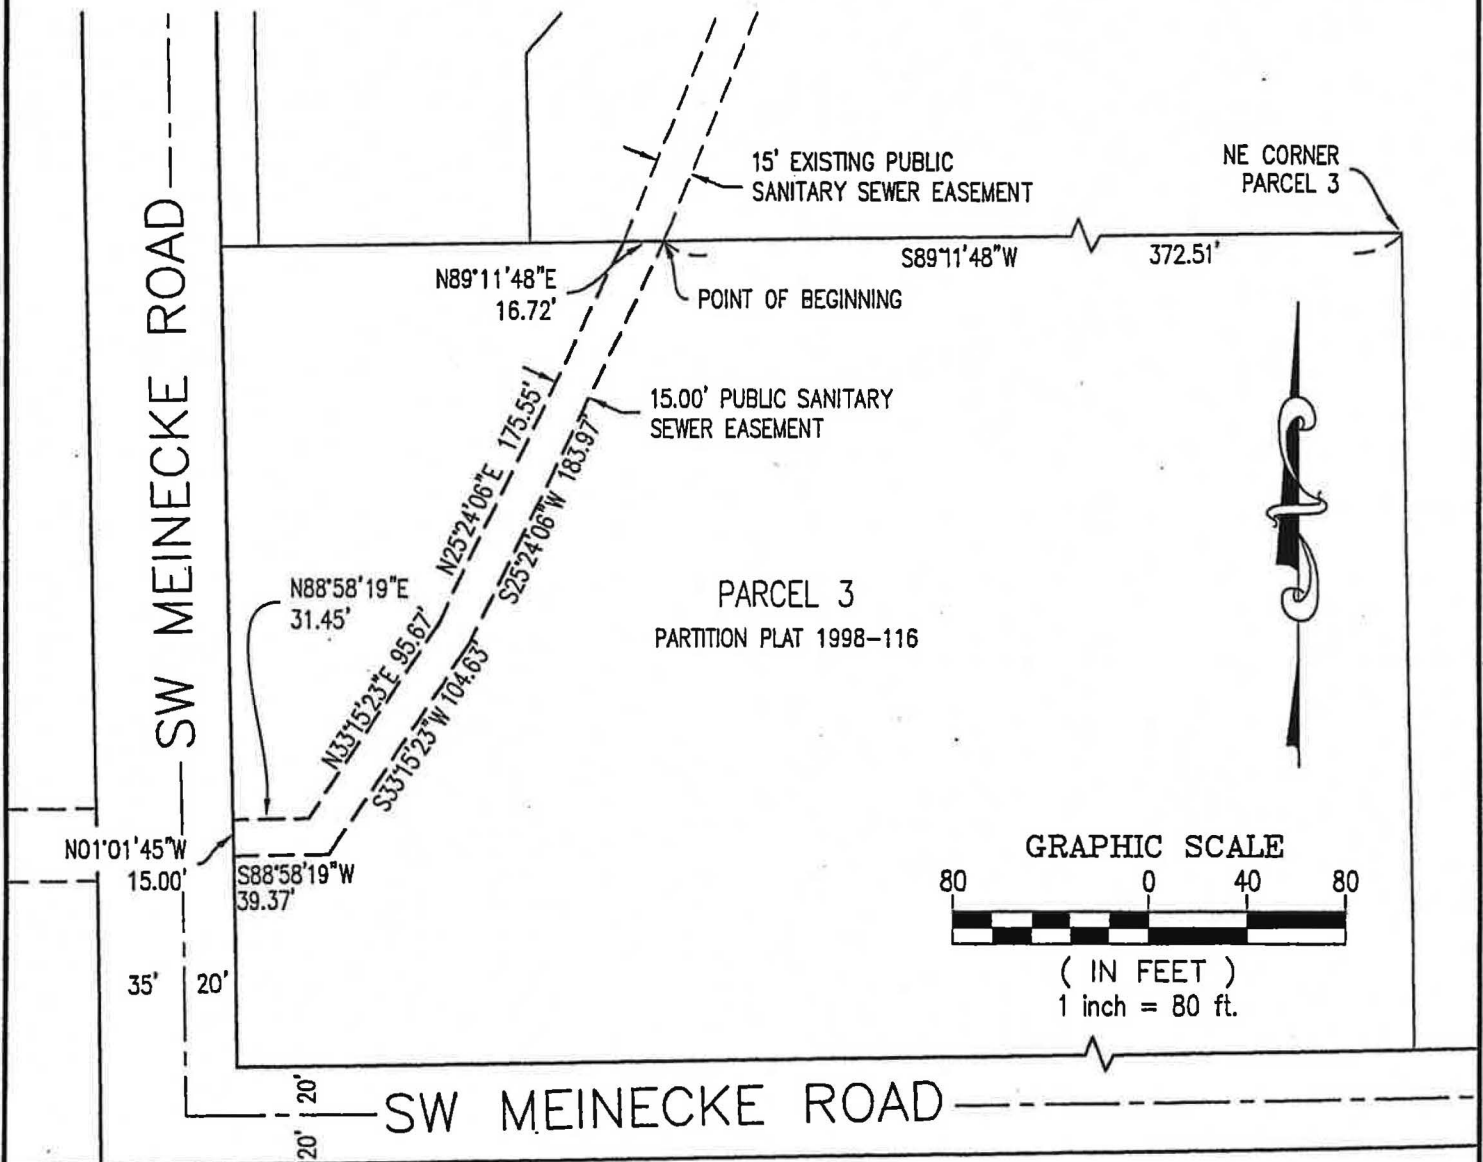 15' EXISTING PUBLIC
SANITARY SEWER EASEMENT
NE CORNER
PARCEL 3
S89°11'48"W
372.51'
N89°11'48"E
16.72'
POINT OF BEGINNING
SW MEINECKE ROAD
15.00' PUBLIC SANITARY
SEWER EASEMENT
N25°24'06"E 175.55'
S25°24'06"W 183.97'
N88°58'19"E
31.45'
PARCEL 3
PARTITION PLAT 1998-116
N33°15'23"E 95.67'
S33°15'23"W 104.63'
N01°01'45"W
15.00'
S88°58'19"W
39.37'
GRAPHIC SCALE
80 0 40 80
( IN FEET )
1 inch = 80 ft.
35' 20'
20'
SW MEINECKE ROAD
20'